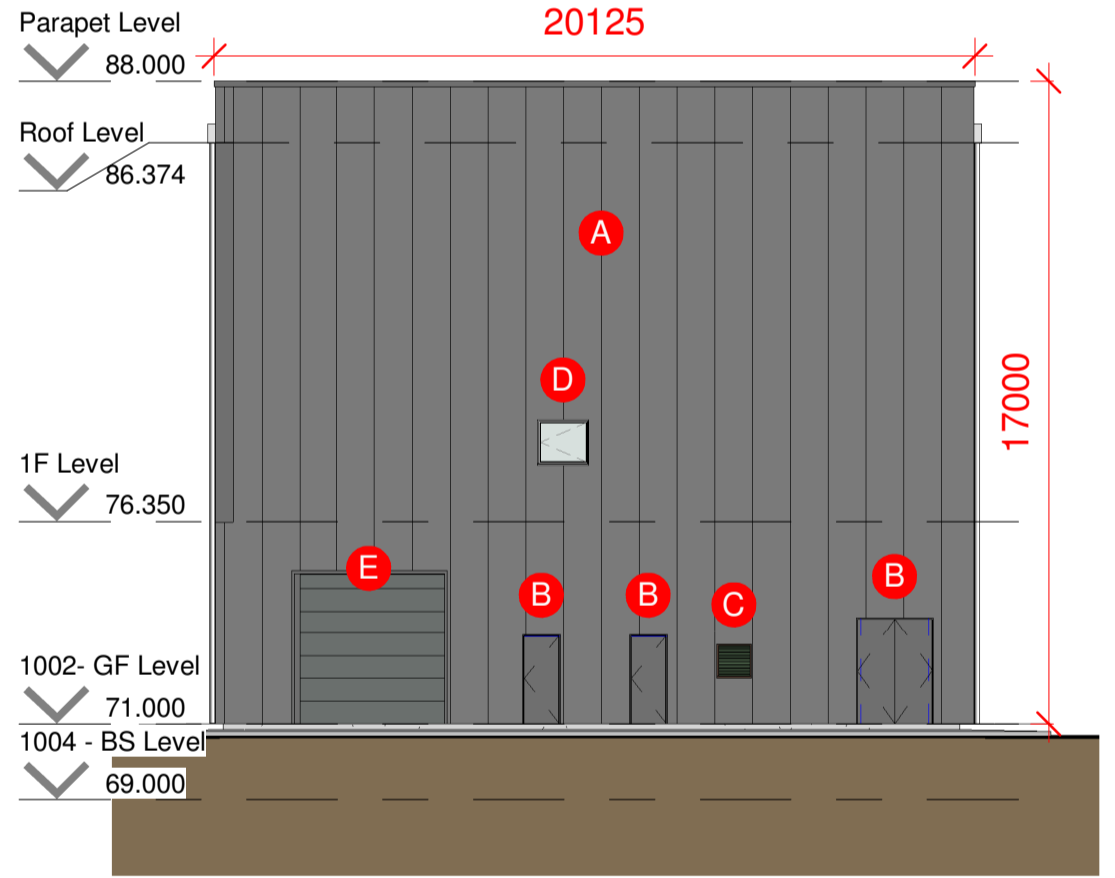 Parapet Level
88.000
20125
Roof Level
86.374
A
D
17000
1F Level
76.350
E
B
B
C
B
1002- GF Level
71.000
1004 - BS Level
69.000